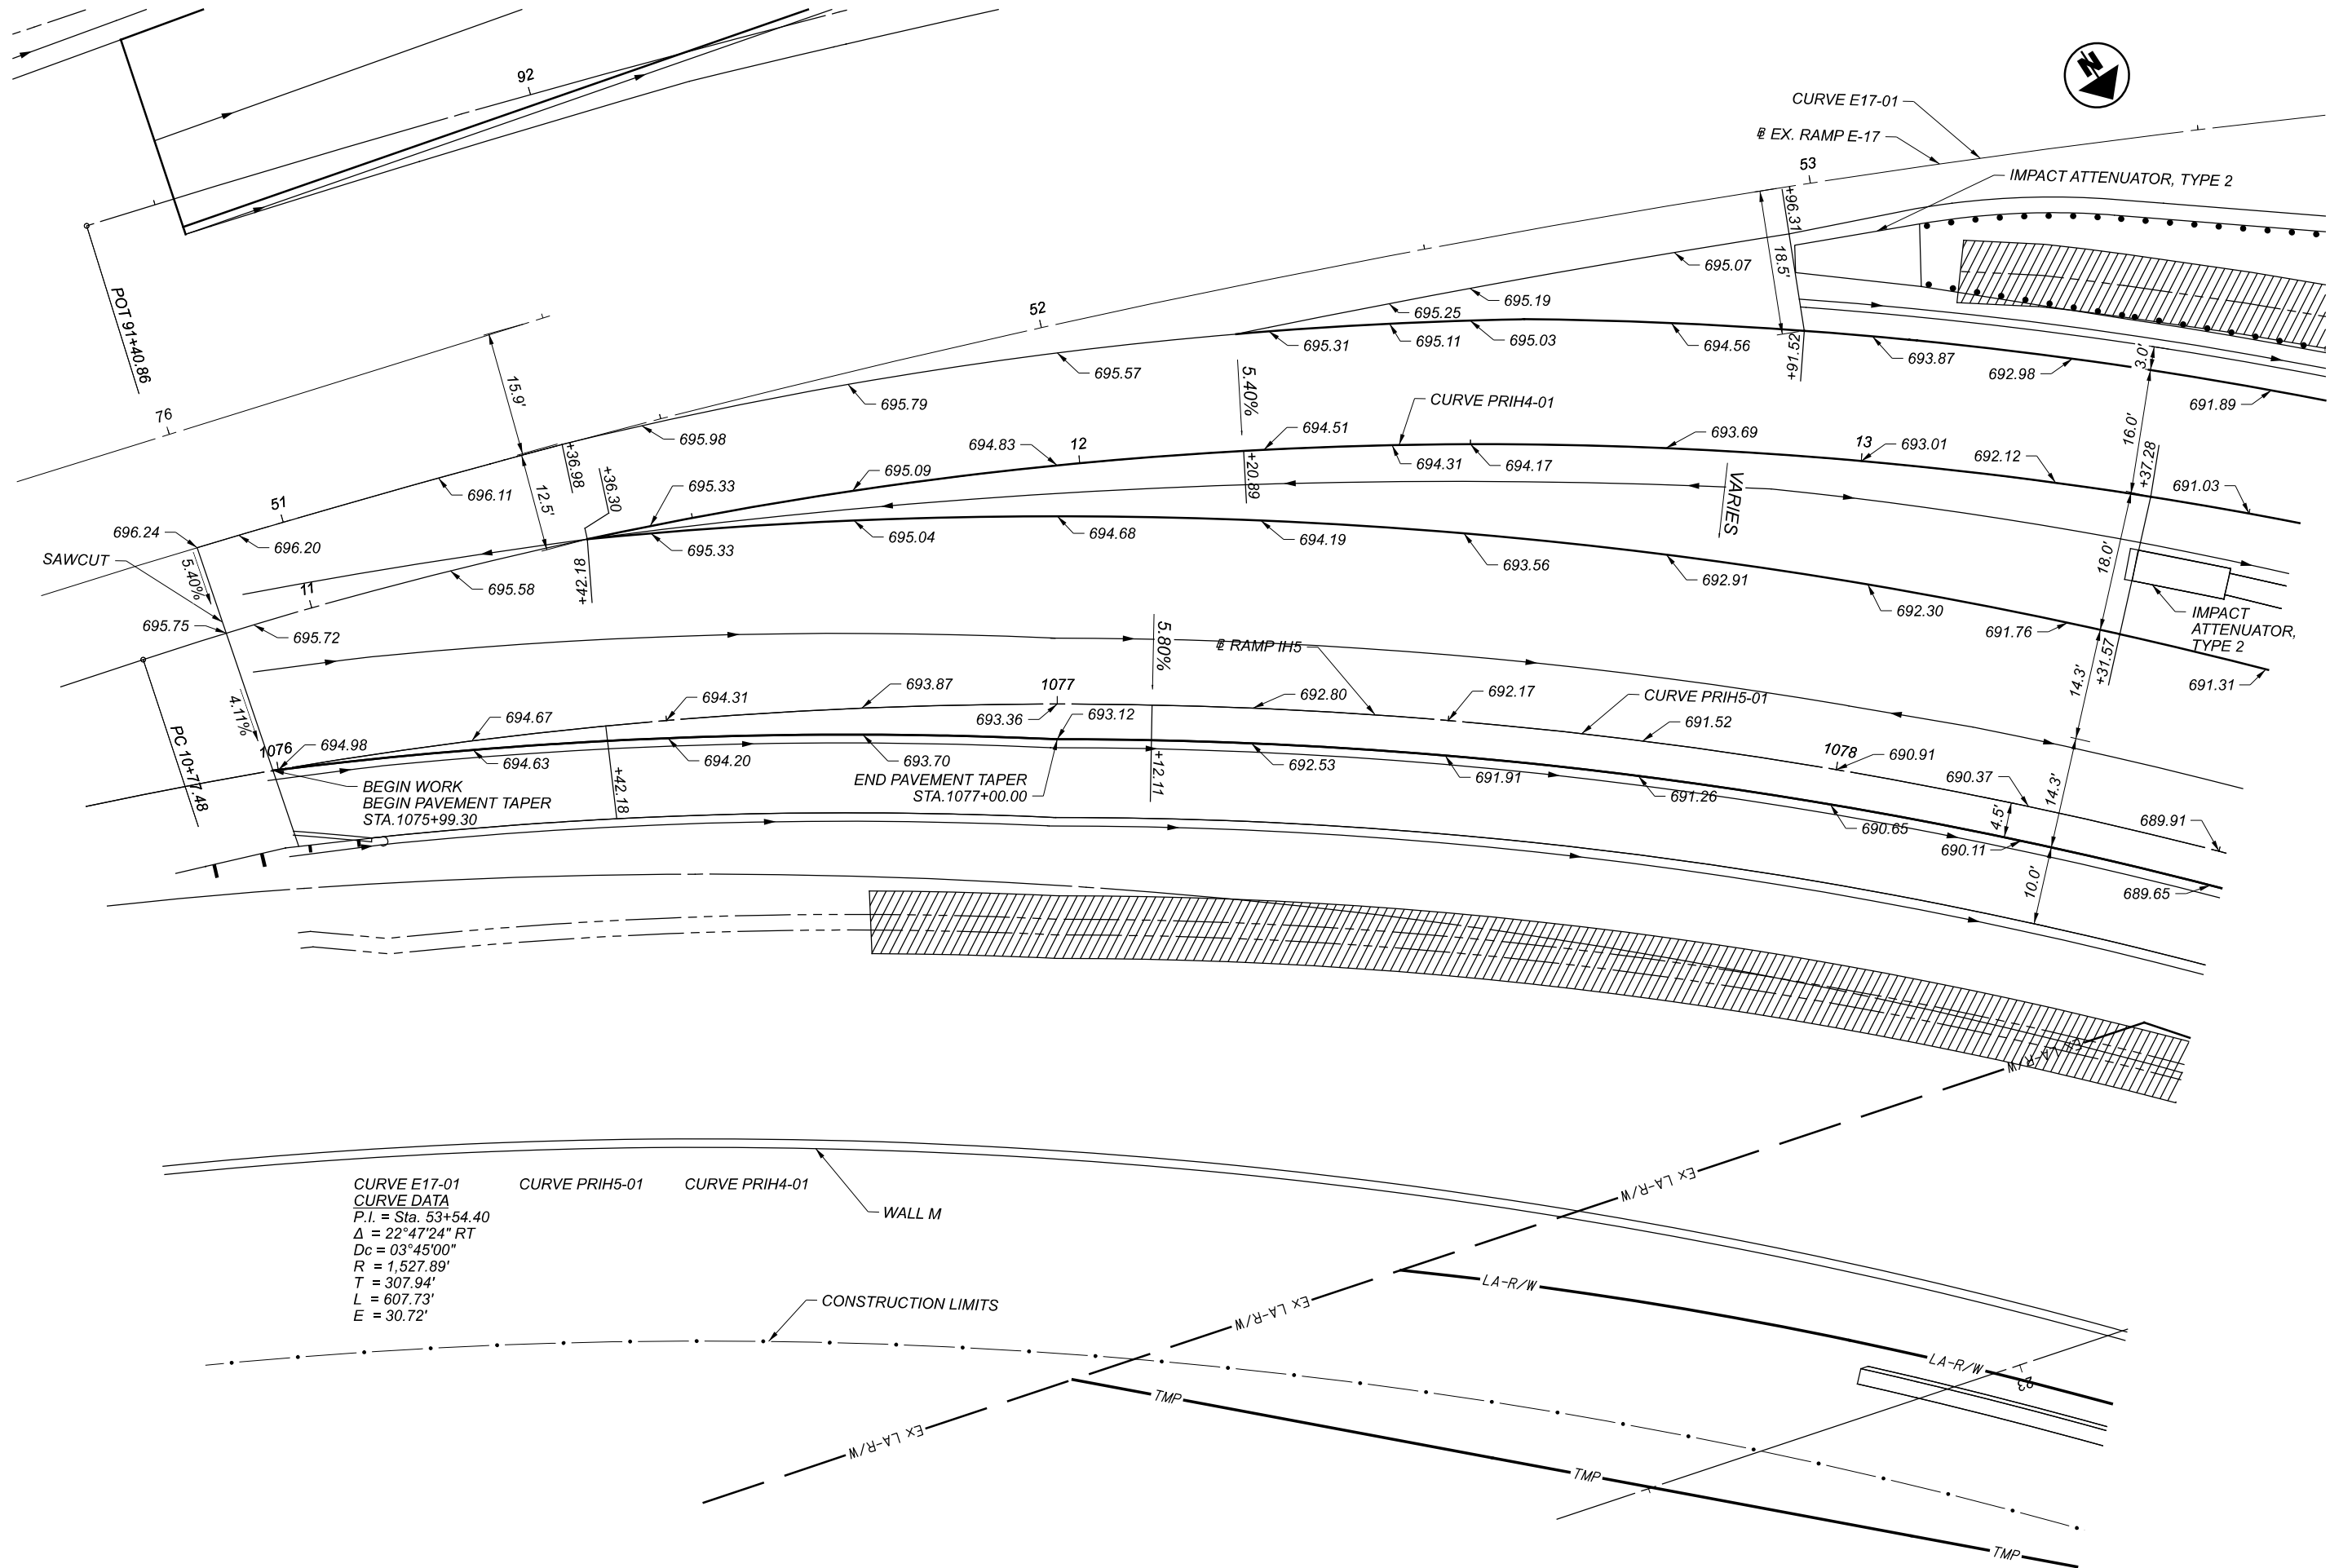 92
N
CURVE E17-01
℄ EX. RAMP E-17
53
IMPACT ATTENUATOR, TYPE 2
+96.31
18.5'
695.07
POT 91+40.86
52
695.19
695.25
695.31
695.11
695.03
694.56
+91.52
693.87
692.98
3.0'
691.89
76
15.9'
695.57
5.40%
695.79
CURVE PRIH4-01
695.98
+36.98
+36.30
12.5'
694.83
12
694.51
693.69
13
693.01
16.0'
695.09
+20.89
694.31
694.17
692.12
+37.28
691.03
51
696.11
695.33
VARIES
696.24
696.20
695.33
695.04
694.68
694.19
693.56
SAWCUT
5.40%
11
695.58
+42.18
692.91
692.30
18.0'
IMPACT
ATTENUATOR,
TYPE 2
695.75
695.72
691.76
5.80%
℄ RAMP IH5
+31.57
691.31
14.3'
PC 10+77.48
4.11%
694.31
693.87
1077
692.80
692.17
CURVE PRIH5-01
694.67
693.36
693.12
691.52
1076
694.98
694.63
694.20
693.70
692.53
691.91
1078
690.91
690.37
BEGIN WORK
BEGIN PAVEMENT TAPER
STA.1075+99.30
+42.18
END PAVEMENT TAPER
STA.1077+00.00
+12.11
691.26
14.3'
4.5'
690.65
689.91
690.11
10.0'
689.65
Ex LA-R/W
Ex LA-R/W
CURVE E17-01
CURVE PRIH5-01
CURVE PRIH4-01
CURVE DATA
P.I. = Sta. 53+54.40
Δ = 22°47'24" RT
Dc = 03°45'00"
R = 1,527.89'
T = 307.94'
L = 607.73'
E = 30.72'
WALL M
LA-R/W
CONSTRUCTION LIMITS
Ex LA-R/W
LA-R/W
23
TMP
Ex LA-R/W
TMP
TMP